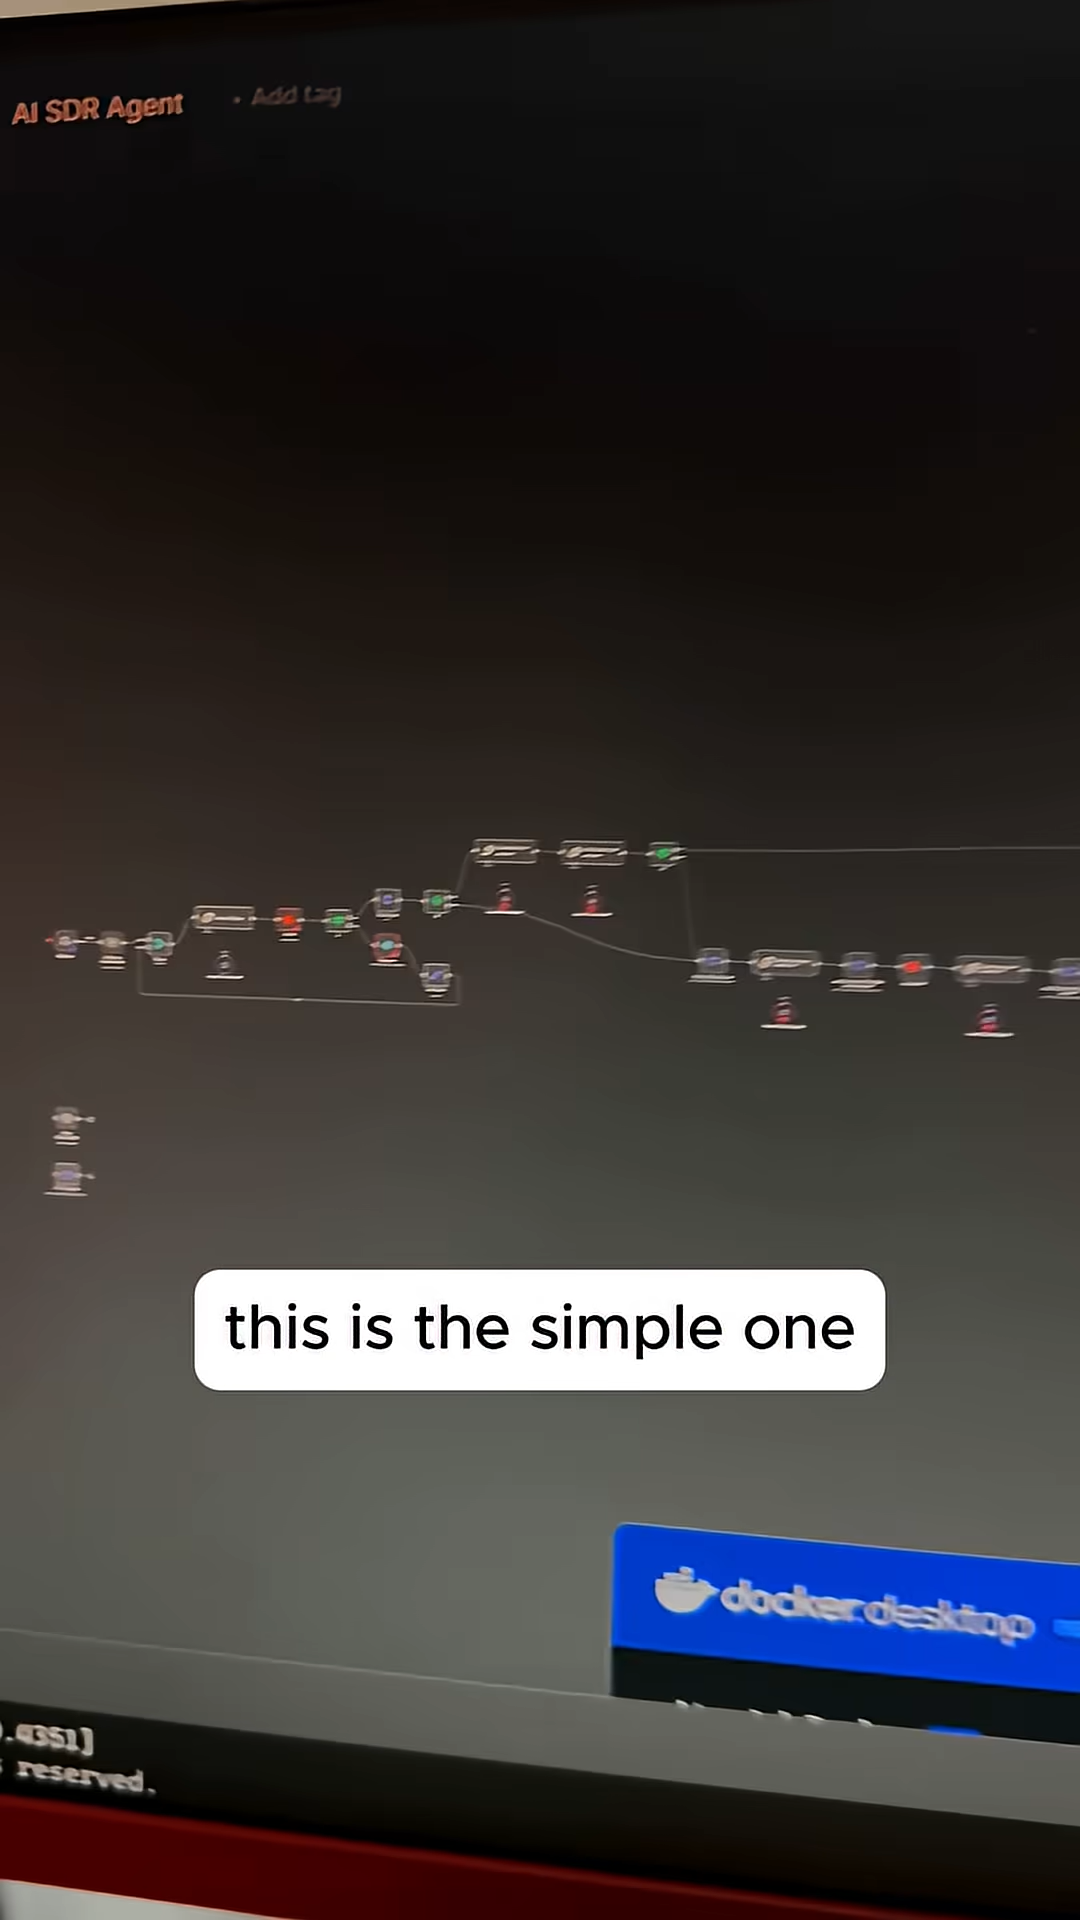 AI SDR Agent
• Add tag
this is the simple one
docker desktop
.4351]
reserved.